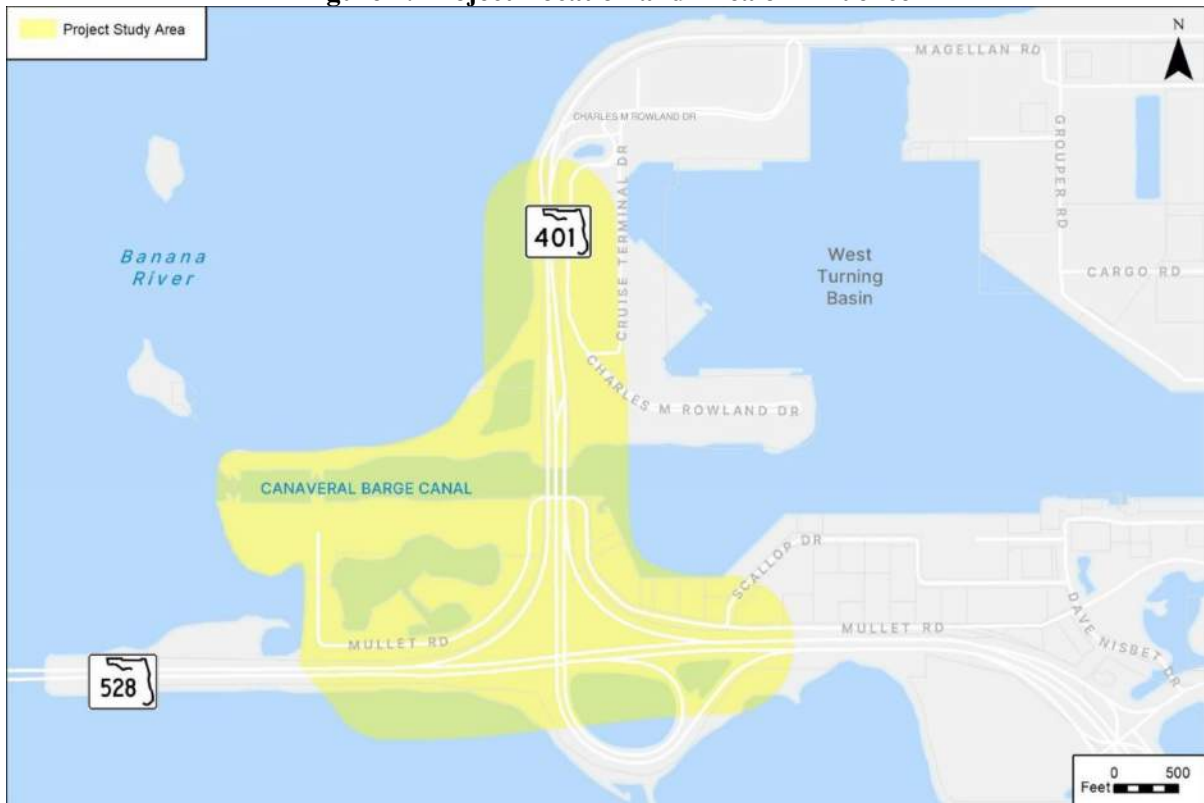 Project Study Area
N
MAGELLAN RD
CHARLES M ROWLAND DR
GROUPER RD
CRUISE TERMINAL DR
401
Banana
River
West
Turning
Basin
CARGO RD
CHARLES M ROWLAND DR
CANAVERAL BARGE CANAL
SCALLOP DR
MULLET RD
MULLET RD
DAVE NISBET DR
528
0 500
Feet